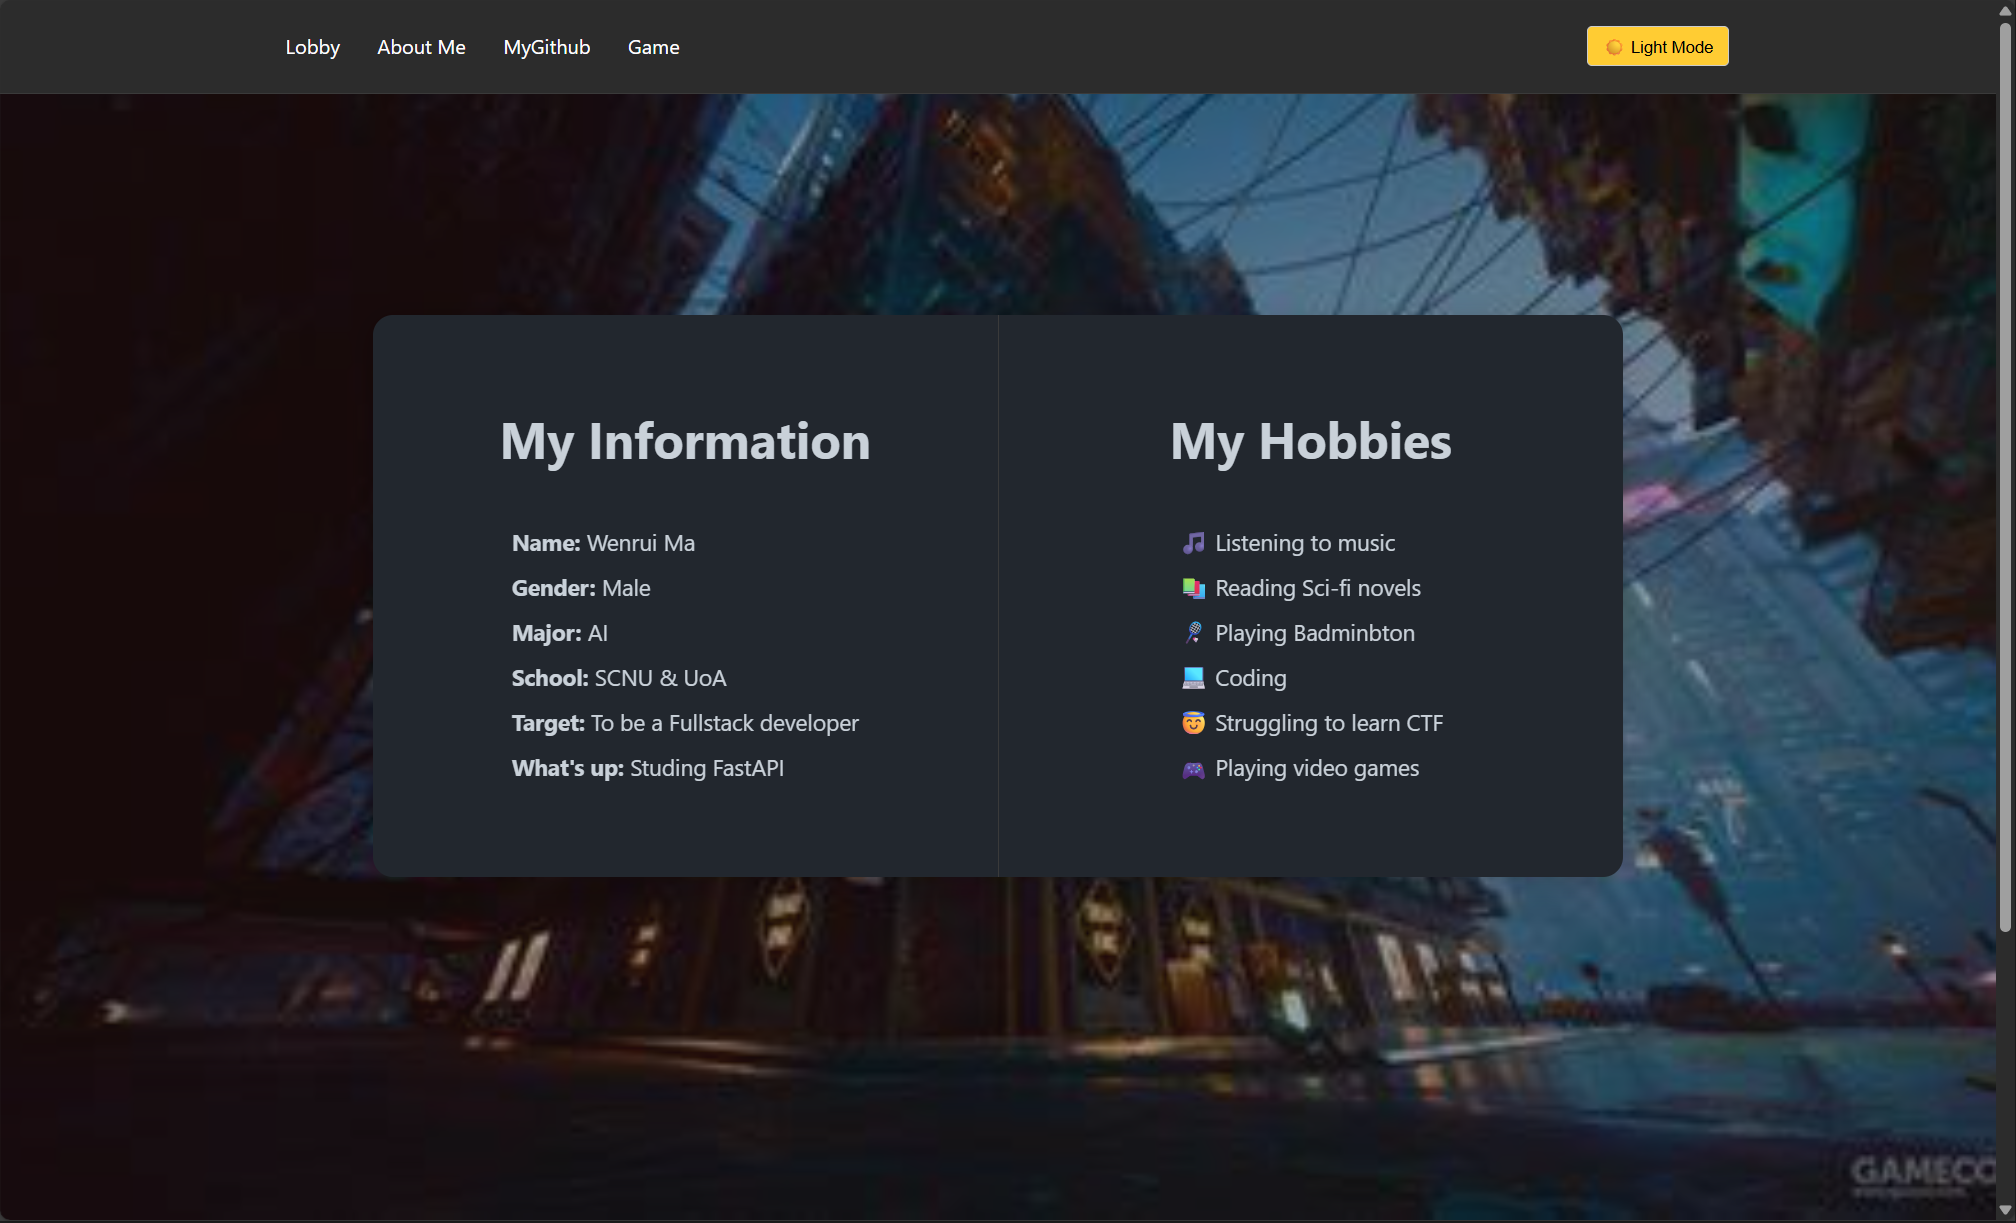 Lobby About Me MyGithub Game Light Mode
My Information
Name: Wenrui Ma
Gender: Male
Major: AI
School: SCNU & UoA
Target: To be a Fullstack developer
What's up: Studing FastAPI
My Hobbies
Listening to music
Reading Sci-fi novels
Playing Badminbton
Coding
Struggling to learn CTF
Playing video games
GAMECO